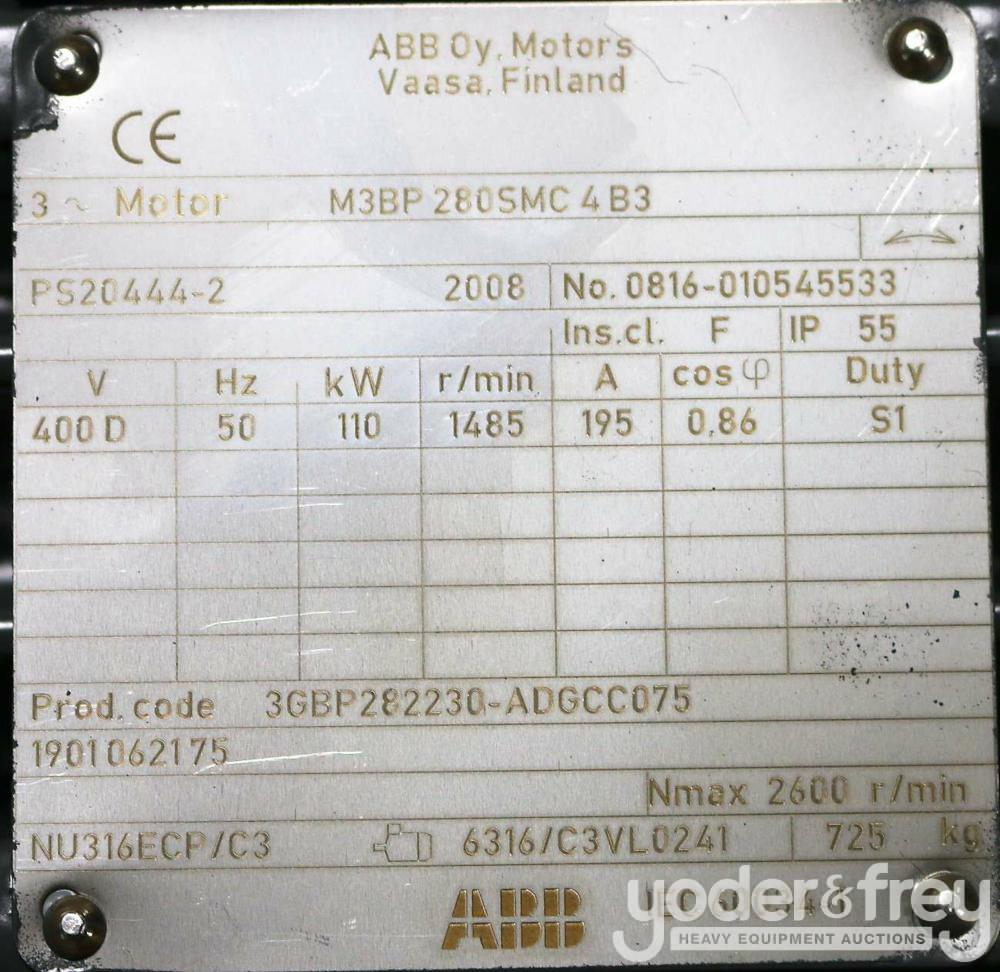 ABB Oy, Motors
Vaasa, Finland
CE
3 ~ Motor M3BP 280SMC 4 B3
PS20444-2 2008 No. 0816-010545533
Ins.cl. F IP 55
V Hz kW r/min A cos φ Duty
400 D 50 110 1485 195 0.86 S1
Prod. code 3GBP282230-ADGCC075
1901062175
Nmax 2600 r/min
NU316ECP/C3 6316/C3VL0241 725 kg
ABB
yoder & frey
HEAVY EQUIPMENT AUCTIONS